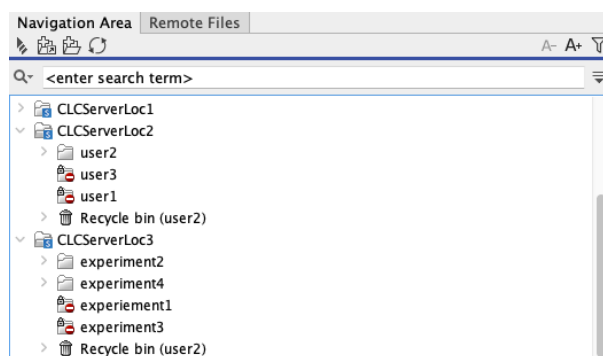 Navigation Area Remote Files
A- A+
<enter search term>
CLCServerLoc1
CLCServerLoc2
user2
user3
user1
Recycle bin (user2)
CLCServerLoc3
experiment2
experiment4
experiement1
experiment3
Recycle bin (user2)